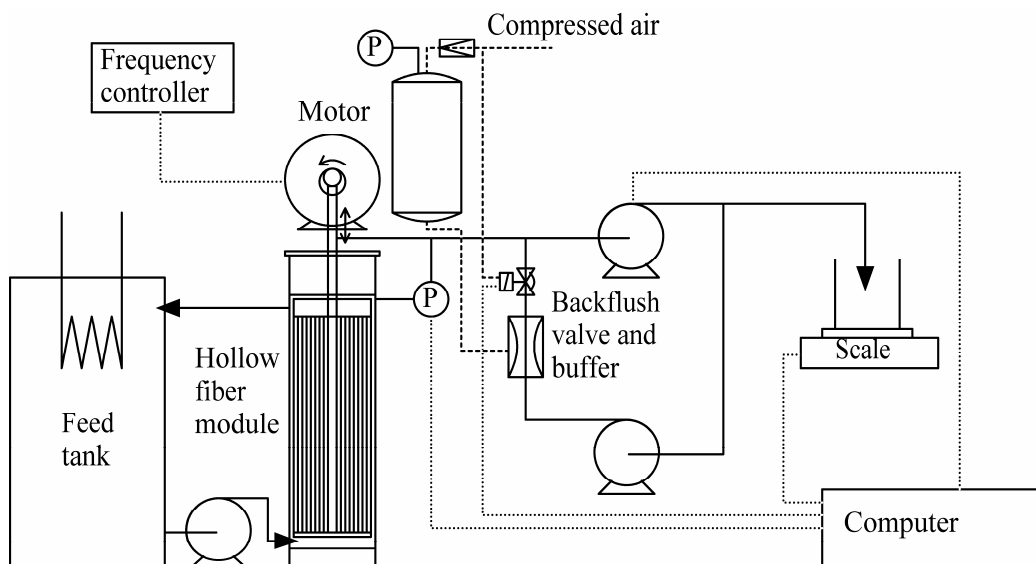 Compressed air
P
Frequency
controller
Motor
P
Backflush
valve and
buffer
Hollow
fiber
module
Scale
Feed
tank
Computer